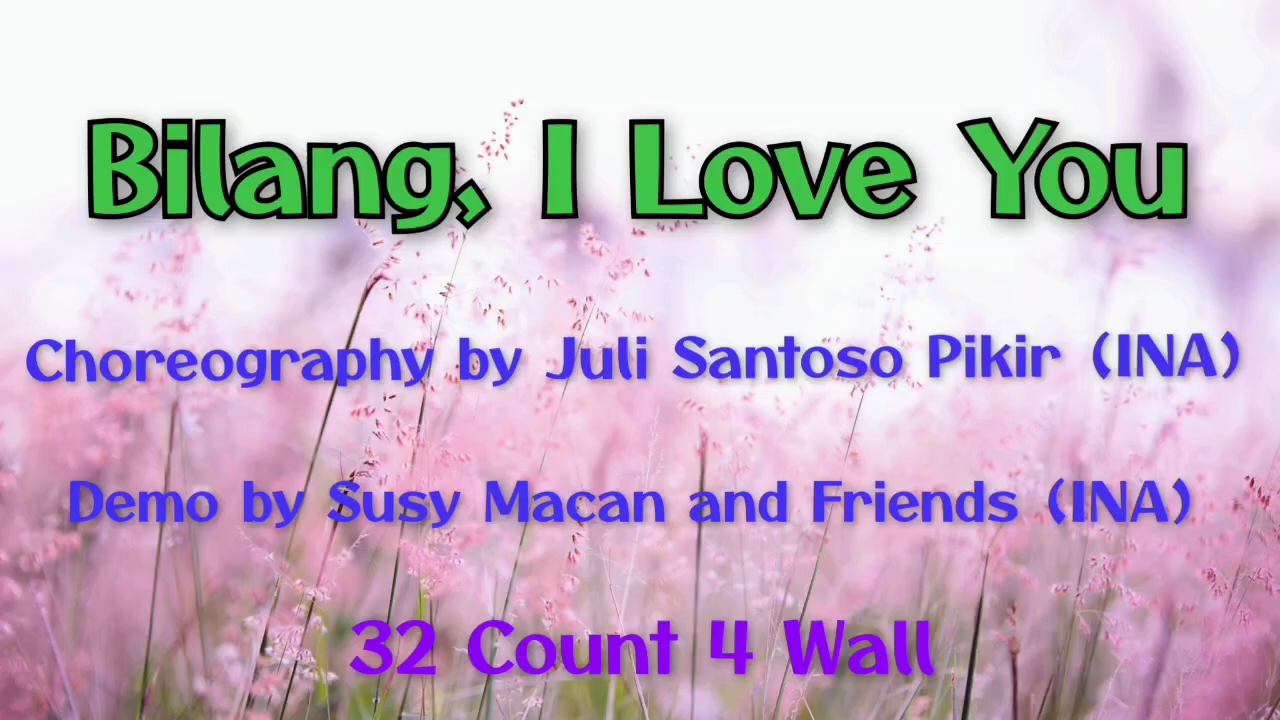 Bilang, I Love You
Choreography by Juli Santoso Pikir (INA)
Demo by Susy Macan and Friends (INA)
32 Count 4 Wall